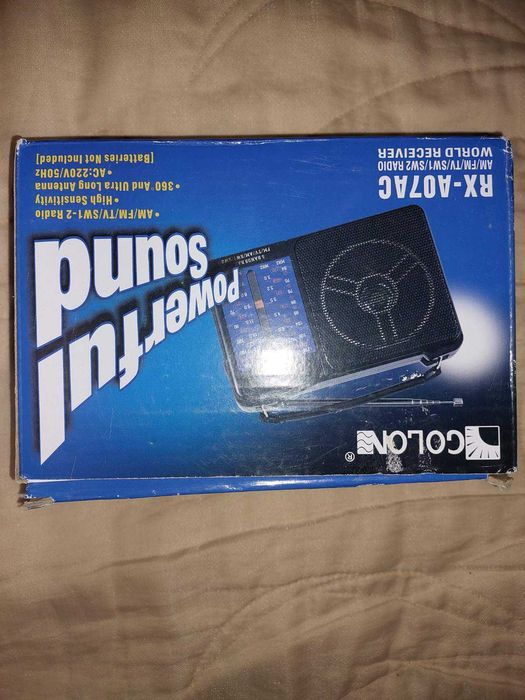 GOLON
®
Powerful
Sound
• AM/FM/TV/SW1-2 Radio
• High Sensitivity
• 360 And Ultra Long Antenna
• AC:220V/50Hz
[Batteries Not Included]
RX-A07AC
AM/FM/TV/SW1/SW2 RADIO
WORLD RECEIVER